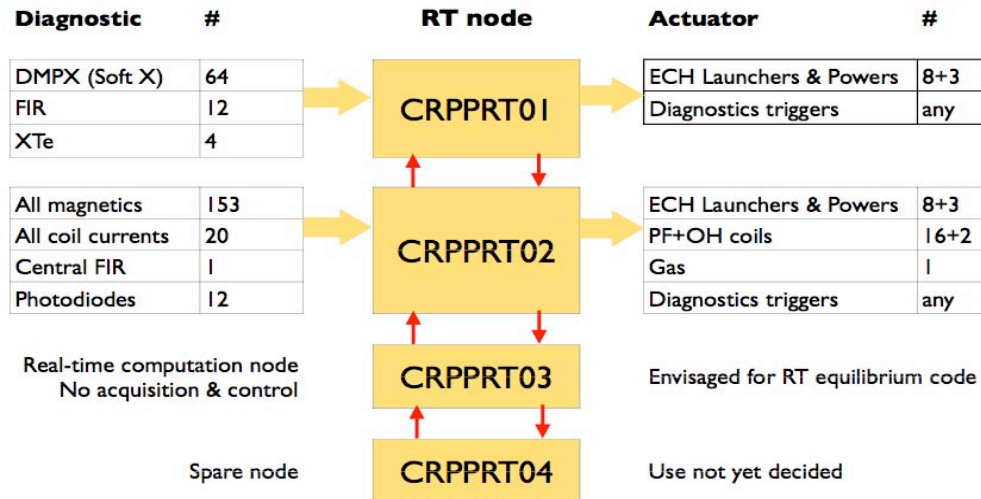 Diagnostic # RT node Actuator #
DMPX (Soft X) 64
FIR 12
XTe 4
CRPPRT01
ECH Launchers & Powers 8+3
Diagnostics triggers any
All magnetics 153
All coil currents 20
Central FIR 1
Photodiodes 12
CRPPRT02
ECH Launchers & Powers 8+3
PF+OH coils 16+2
Gas 1
Diagnostics triggers any
Real-time computation node
No acquisition & control
CRPPRT03
Envisaged for RT equilibrium code
Spare node
CRPPRT04
Use not yet decided